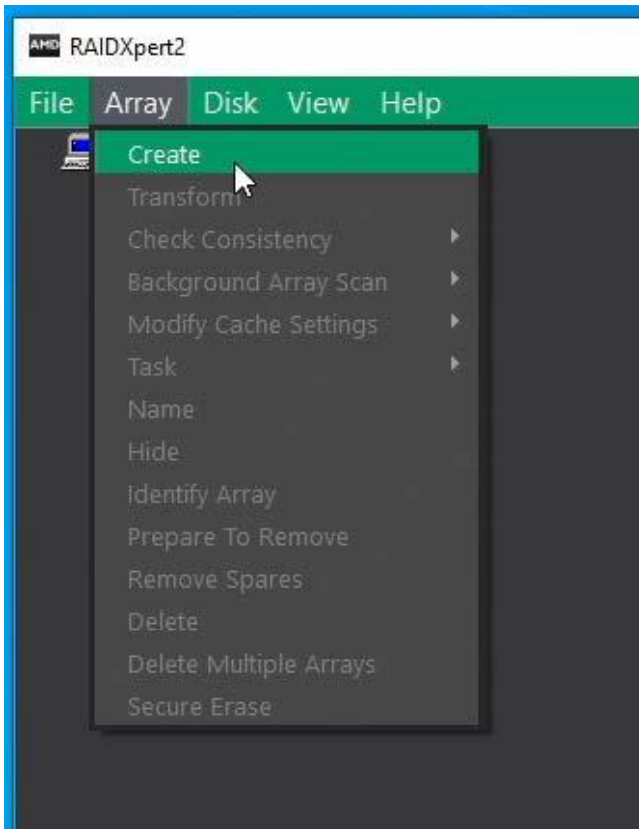 AMD RAIDXpert2
File Array Disk View Help
Create
Transform
Check Consistency
Background Array Scan
Modify Cache Settings
Task
Name
Hide
Identify Array
Prepare To Remove
Remove Spares
Delete
Delete Multiple Arrays
Secure Erase